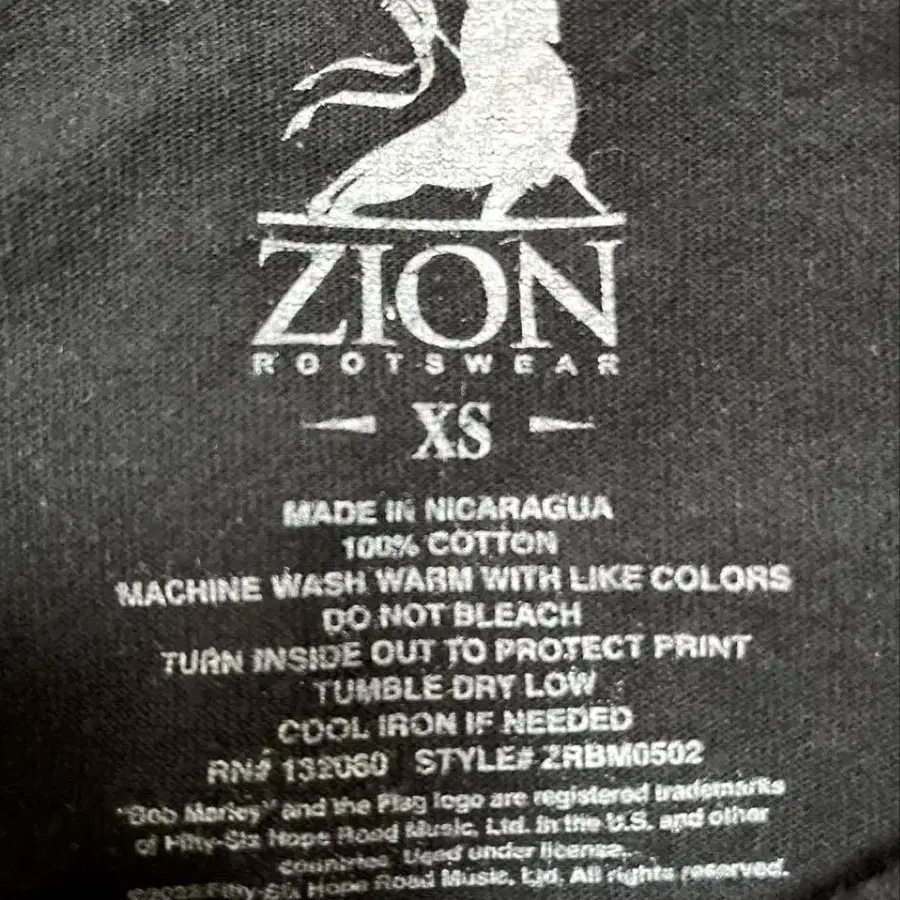 ZION
ROOTSWEAR
XS
MADE IN NICARAGUA
100% COTTON
MACHINE WASH WARM WITH LIKE COLORS
DO NOT BLEACH
TURN INSIDE OUT TO PROTECT PRINT
TUMBLE DRY LOW
COOL IRON IF NEEDED
RN# 132060 STYLE# ZRBM0502
"Bob Marley" and the Flag logo are registered trademarks
of Fifty-Six Hope Road Music, Ltd. in the U.S. and other
countries. Used under license.
Fifty-Six Hope Road Music, Ltd. All rights reserved.